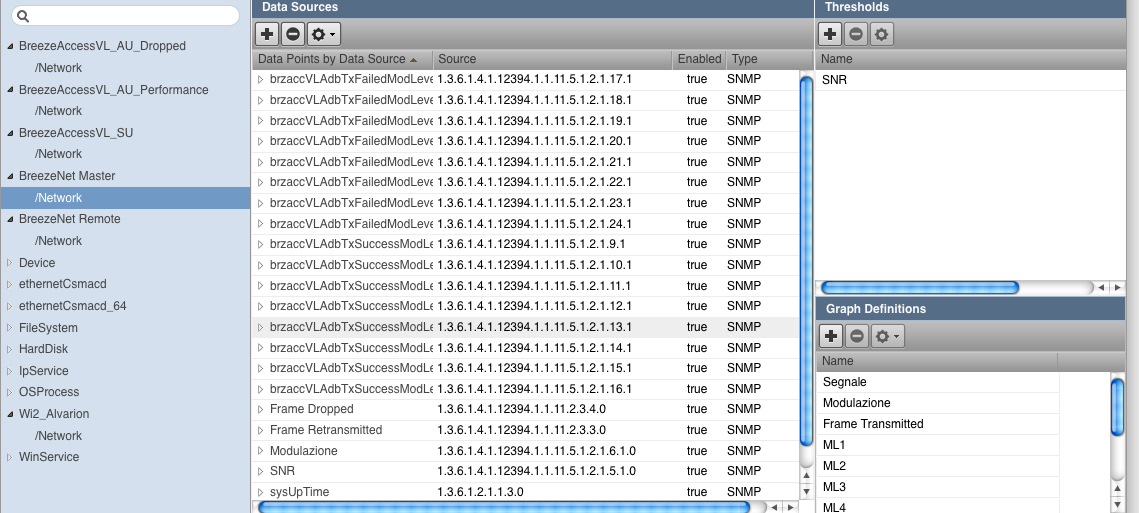 BreezeAccessVL_AU_Dropped
/Network
BreezeAccessVL_AU_Performance
/Network
BreezeAccessVL_SU
/Network
BreezeNet Master
/Network
BreezeNet Remote
/Network
Device
ethernetCsmacd
ethernetCsmacd_64
FileSystem
HardDisk
IpService
OSProcess
Wi2_Alvarion
/Network
WinService
Data Sources
Data Points by Data Source Source Enabled Type
brzaccVLAdbTxFailedModLeve 1.3.6.1.4.1.12394.1.1.11.5.1.2.1.17.1 true SNMP
brzaccVLAdbTxFailedModLeve 1.3.6.1.4.1.12394.1.1.11.5.1.2.1.18.1 true SNMP
brzaccVLAdbTxFailedModLeve 1.3.6.1.4.1.12394.1.1.11.5.1.2.1.19.1 true SNMP
brzaccVLAdbTxFailedModLeve 1.3.6.1.4.1.12394.1.1.11.5.1.2.1.20.1 true SNMP
brzaccVLAdbTxFailedModLeve 1.3.6.1.4.1.12394.1.1.11.5.1.2.1.21.1 true SNMP
brzaccVLAdbTxFailedModLeve 1.3.6.1.4.1.12394.1.1.11.5.1.2.1.22.1 true SNMP
brzaccVLAdbTxFailedModLeve 1.3.6.1.4.1.12394.1.1.11.5.1.2.1.23.1 true SNMP
brzaccVLAdbTxFailedModLeve 1.3.6.1.4.1.12394.1.1.11.5.1.2.1.24.1 true SNMP
brzaccVLAdbTxSuccessModLe 1.3.6.1.4.1.12394.1.1.11.5.1.2.1.9.1 true SNMP
brzaccVLAdbTxSuccessModLe 1.3.6.1.4.1.12394.1.1.11.5.1.2.1.10.1 true SNMP
brzaccVLAdbTxSuccessModLe 1.3.6.1.4.1.12394.1.1.11.5.1.2.1.11.1 true SNMP
brzaccVLAdbTxSuccessModLe 1.3.6.1.4.1.12394.1.1.11.5.1.2.1.12.1 true SNMP
brzaccVLAdbTxSuccessModLe 1.3.6.1.4.1.12394.1.1.11.5.1.2.1.13.1 true SNMP
brzaccVLAdbTxSuccessModLe 1.3.6.1.4.1.12394.1.1.11.5.1.2.1.14.1 true SNMP
brzaccVLAdbTxSuccessModLe 1.3.6.1.4.1.12394.1.1.11.5.1.2.1.15.1 true SNMP
brzaccVLAdbTxSuccessModLe 1.3.6.1.4.1.12394.1.1.11.5.1.2.1.16.1 true SNMP
Frame Dropped 1.3.6.1.4.1.12394.1.1.11.2.3.4.0 true SNMP
Frame Retransmitted 1.3.6.1.4.1.12394.1.1.11.2.3.3.0 true SNMP
Modulazione 1.3.6.1.4.1.12394.1.1.11.5.1.2.1.6.1.0 true SNMP
SNR 1.3.6.1.4.1.12394.1.1.11.5.1.2.1.5.1.0 true SNMP
sysUpTime 1.3.6.1.2.1.1.3.0 true SNMP
Thresholds
Name
SNR
Graph Definitions
Name
Segnale
Modulazione
Frame Transmitted
ML1
ML2
ML3
ML4